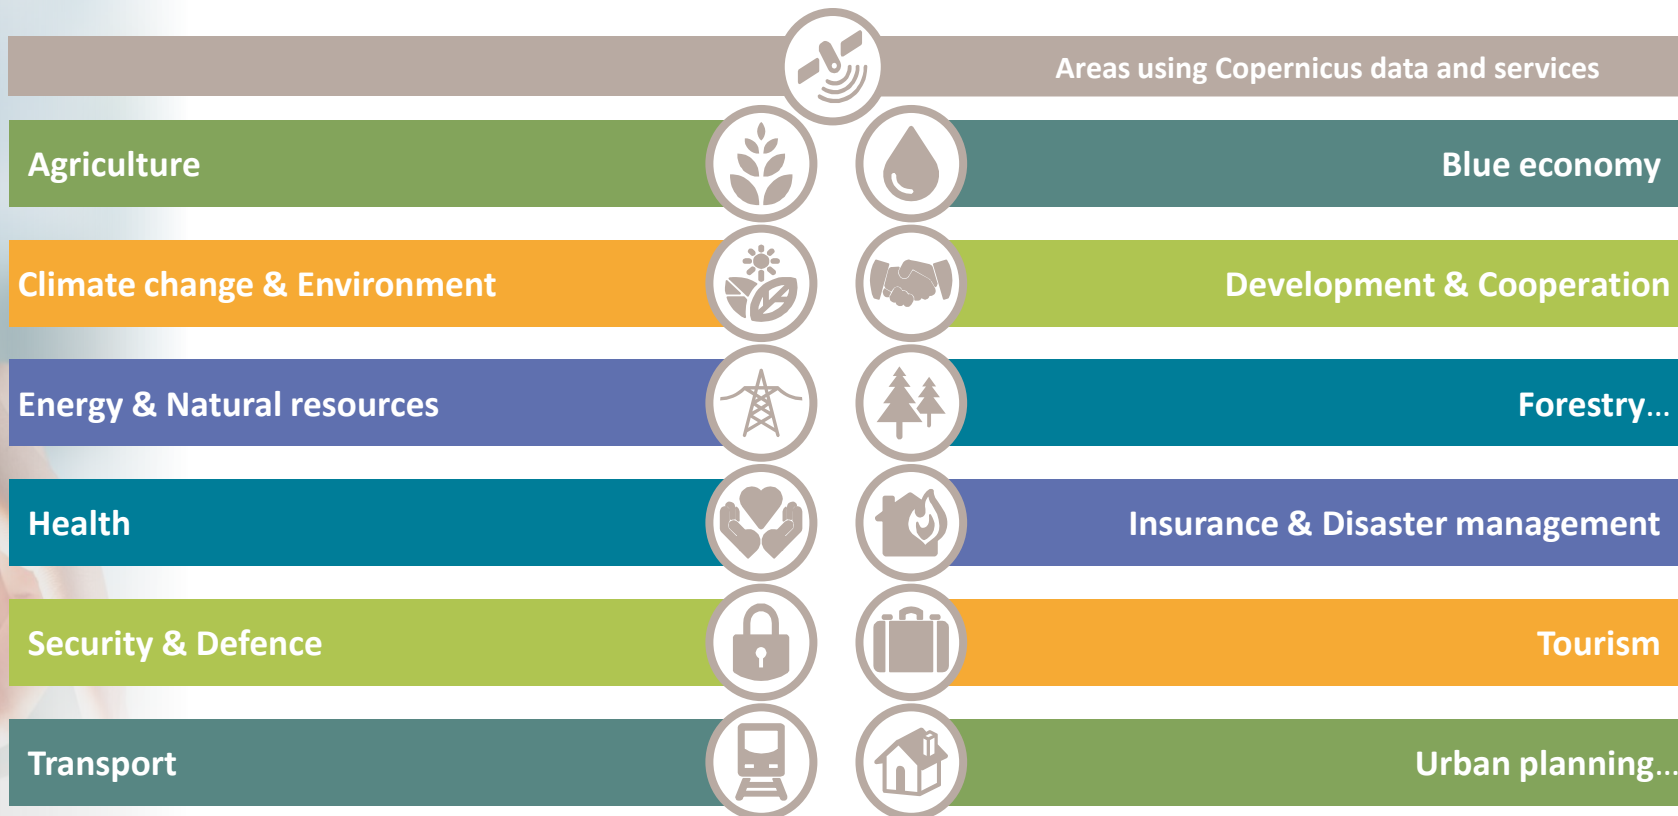 Areas using Copernicus data and services
Agriculture
Blue economy
Climate change & Environment
Development & Cooperation
Energy & Natural resources
Forestry...
Health
Insurance & Disaster management
Security & Defence
Tourism
Transport
Urban planning...